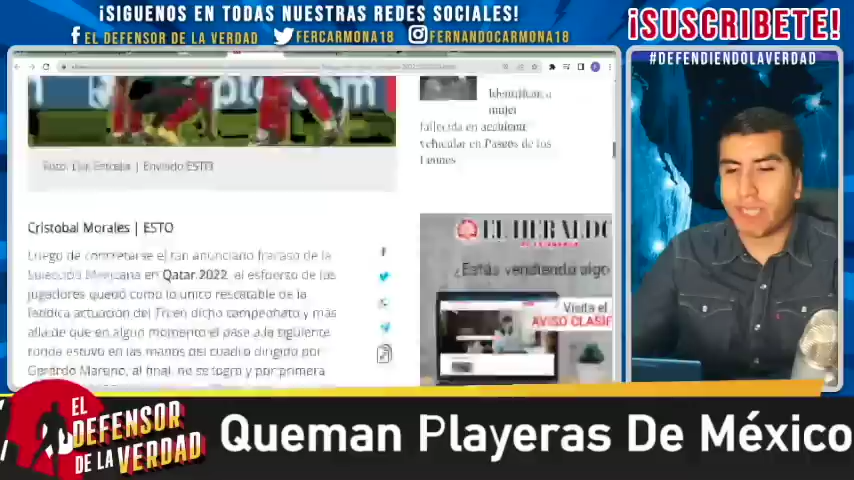 ¡SIGUENOS EN TODAS NUESTRAS REDES SOCIALES!
EL DEFENSOR DE LA VERDAD
FERCARMONA18
FERNANDOCARMONA18
¡SUSCRIBETE!
#DEFENDIENDOLAVERDAD
Identifican a
mujer
fallecida en accidente
vehicular en Paseos de los
Foto: | Enviado ESTO
Cristobal Morales | ESTO
Luego de concretarse el tan anunciado fracaso de la
Selección Mexicana en Qatar 2022, el esfuerzo de los
jugadores quedó como lo único rescatable de la
fatídica actuación del Tri en dicho campeonato y más
allá de que en algún momento el pase a la siguiente
ronda estuvo en las manos del cuadro dirigido por
Gerardo Martino, al final, no se logró y por primera
EL HERALDO
¿Estás vendiendo algo
Visita el
AVISO CLASIF
EL
DEFENSOR
DE LA VERDAD
Queman Playeras De México